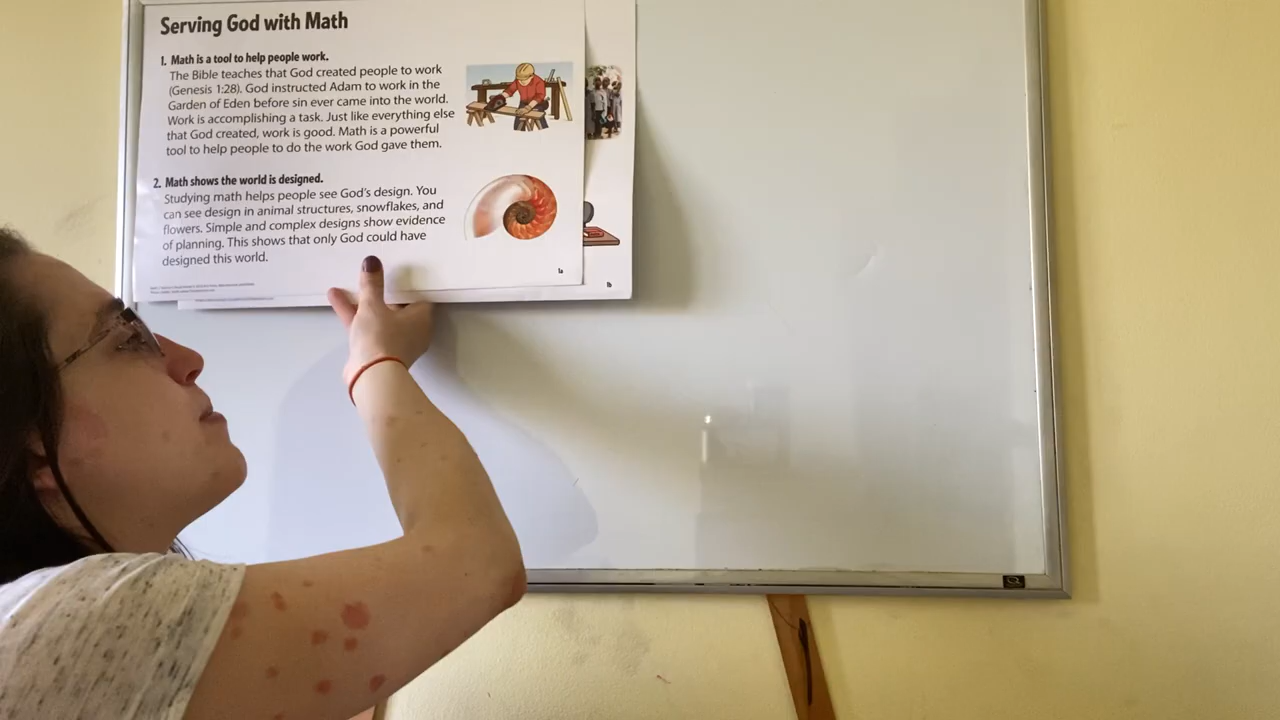 Serving God with Math
1. Math is a tool to help people work.
The Bible teaches that God created people to work
(Genesis 1:28). God instructed Adam to work in the
Garden of Eden before sin ever came into the world.
Work is accomplishing a task. Just like everything else
that God created, work is good. Math is a powerful
tool to help people to do the work God gave them.
2. Math shows the world is designed.
Studying math helps people see God's design. You
can see design in animal structures, snowflakes, and
flowers. Simple and complex designs show evidence
of planning. This shows that only God could have
designed this world.
1a
1b